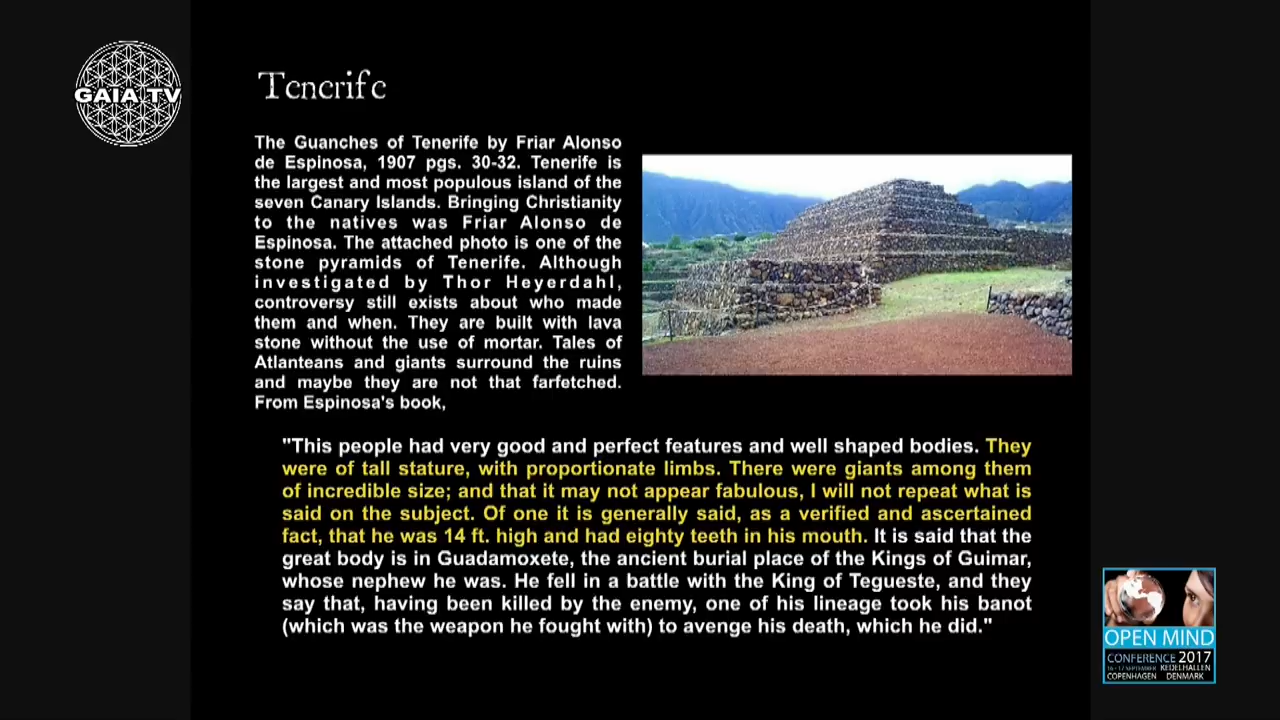 GAIA TV
Tenerife
The Guanches of Tenerife by Friar Alonso
de Espinosa, 1907 pgs. 30-32. Tenerife is
the largest and most populous island of the
seven Canary Islands. Bringing Christianity
to the natives was Friar Alonso de
Espinosa. The attached photo is one of the
stone pyramids of Tenerife. Although
investigated by Thor Heyerdahl,
controversy still exists about who made
them and when. They are built with lava
stone without the use of mortar. Tales of
Atlanteans and giants surround the ruins
and maybe they are not that farfetched.
From Espinosa's book,
"This people had very good and perfect features and well shaped bodies. They
were of tall stature, with proportionate limbs. There were giants among them
of incredible size; and that it may not appear fabulous, I will not repeat what is
said on the subject. Of one it is generally said, as a verified and ascertained
fact, that he was 14 ft. high and had eighty teeth in his mouth. It is said that the
great body is in Guadamoxete, the ancient burial place of the Kings of Guimar,
whose nephew he was. He fell in a battle with the King of Tegueste, and they
say that, having been killed by the enemy, one of his lineage took his banot
(which was the weapon he fought with) to avenge his death, which he did."
OPEN MIND
CONFERENCE 2017
16 - 17 SEPTEMBER KEDELHALLEN
COPENHAGEN DENMARK